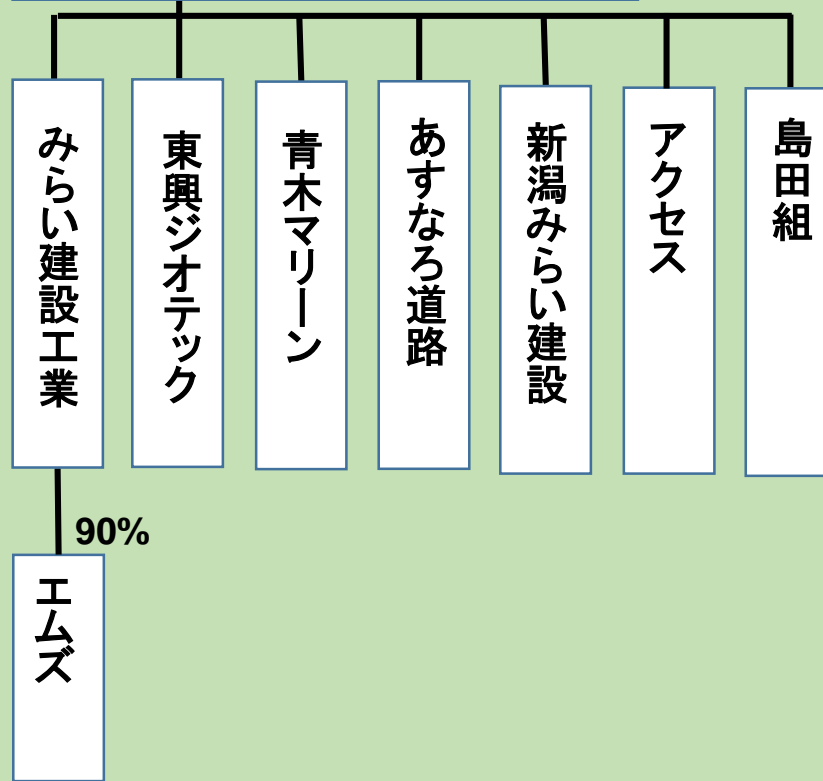 みらい建設工業
東興ジオテック
青木マリーン
あすなろ道路
新潟みらい建設
アクセス
島田組
90%
エムズ